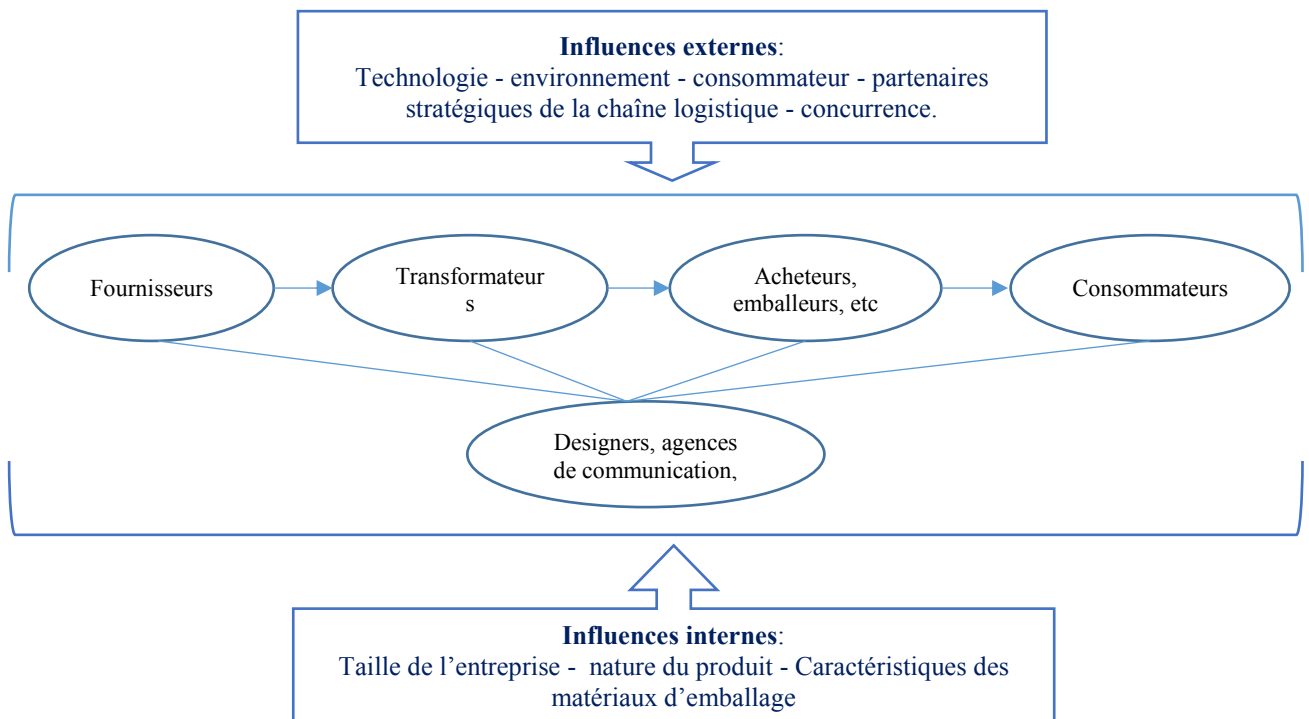 Influences externes:
Technologie - environnement - consommateur - partenaires
stratégiques de la chaîne logistique - concurrence.
Fournisseurs
Transformateur
s
Acheteurs,
emballeurs, etc
Consommateurs
Designers, agences
de communication,
Influences internes:
Taille de l’entreprise - nature du produit - Caractéristiques des
matériaux d’emballage